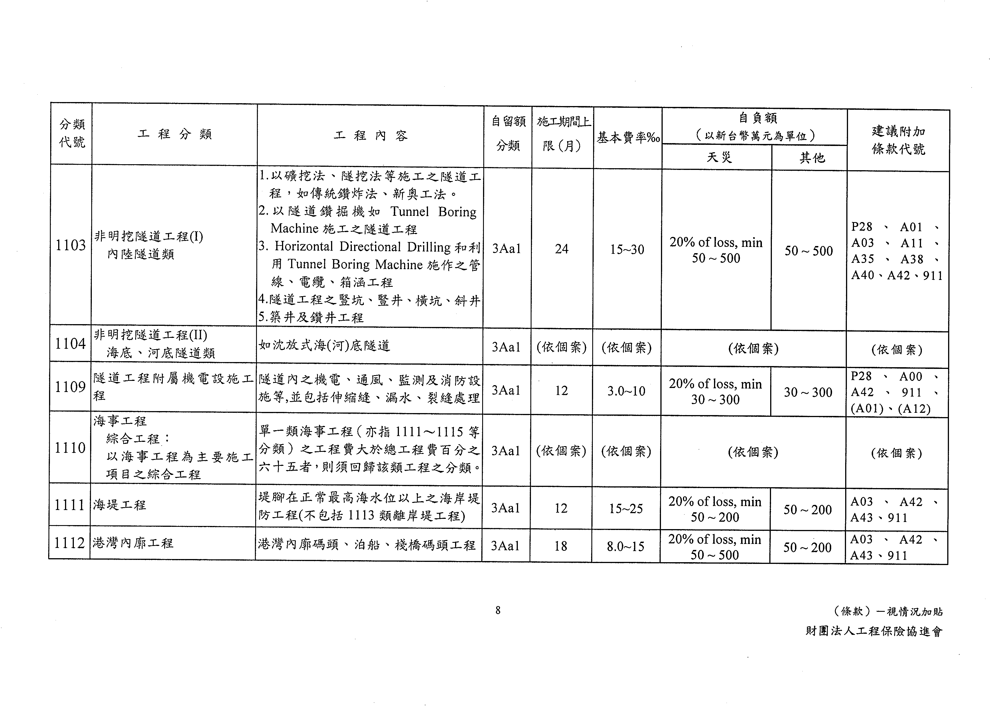 分類
代號
工程分類
工程內容
自留額
分類
施工期間上
限(月)
基本費率‰
自負額
(以新台幣萬元為單位)
天災
其他
建議附加
條款代號
1103
非明挖隧道工程(I)
內陸隧道類
1.以礦挖法、隧挖法等施工之隧道工
程，如傳統鑽炸法、新奧工法。
2.以隧道鑽掘機如 Tunnel Boring
Machine 施工之隧道工程
3. Horizontal Directional Drilling 和利
用 Tunnel Boring Machine 施作之管
線、電纜、箱涵工程
4.隧道工程之豎坑、豎井、橫坑、斜井
5.築井及鑽井工程
3Aa1
24
15~30
20% of loss, min
50～500
50～500
P28、A01、
A03、A11、
A35、A38、
A40、A42、911
1104
非明挖隧道工程(II)
海底、河底隧道類
如沈放式海(河)底隧道
3Aa1
(依個案)
(依個案)
(依個案)
(依個案)
1109
隧道工程附屬機電設施工
程
隧道內之機電、通風、監測及消防設
施等,並包括伸縮縫、漏水、裂縫處理
3Aa1
12
3.0~10
20% of loss, min
30～300
30～300
P28、A00、
A42、911、
(A01)、(A12)
1110
海事工程
綜合工程：
以海事工程為主要施工
項目之綜合工程
單一類海事工程（亦指 1111～1115 等
分類）之工程費大於總工程費百分之
六十五者，則須回歸該類工程之分類。
3Aa1
(依個案)
(依個案)
(依個案)
(依個案)
1111
海堤工程
堤腳在正常最高海水位以上之海岸堤
防工程(不包括 1113 類離岸堤工程)
3Aa1
12
15~25
20% of loss, min
50～200
50～200
A03、A42、
A43、911
1112
港灣內廓工程
港灣內廓碼頭、泊船、棧橋碼頭工程
3Aa1
18
8.0~15
20% of loss, min
50～500
50～200
A03、A42、
A43、911
8
（條款）－視情況加貼
財團法人工程保險協進會